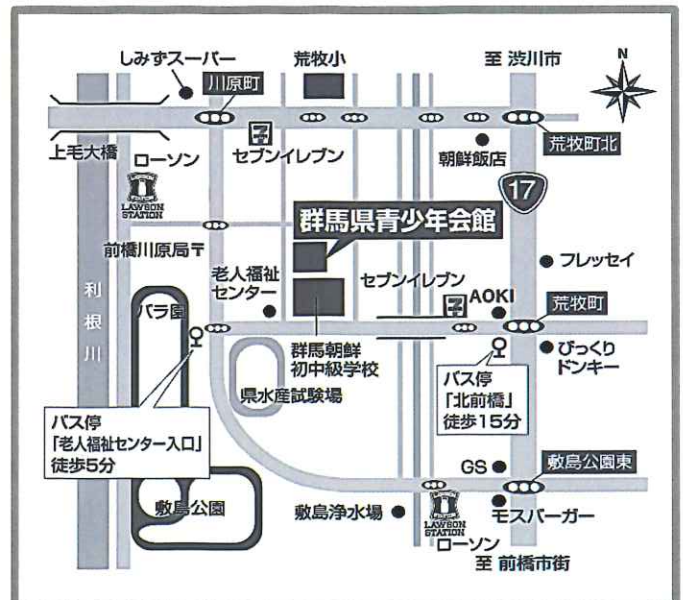 しみずスーパー
荒牧小
至 渋川市
N
川原町
上毛大橋
ローソン
LAWSON
STATION
セブンイレブン
朝鮮飯店
荒牧町北
17
群馬県青少年会館
前橋川原局〒
老人福祉
センター
セブンイレブン
AOKI
フレッセイ
荒牧町
利根川
バラ園
群馬朝鮮
初中級学校
びっくり
ドンキー
県水産試験場
バス停
「北前橋」
徒歩15分
バス停
「老人福祉センター入口」
徒歩5分
GS
敷島公園東
敷島公園
敷島浄水場
LAWSON
STATION
ローソン
モスバーガー
至 前橋市街